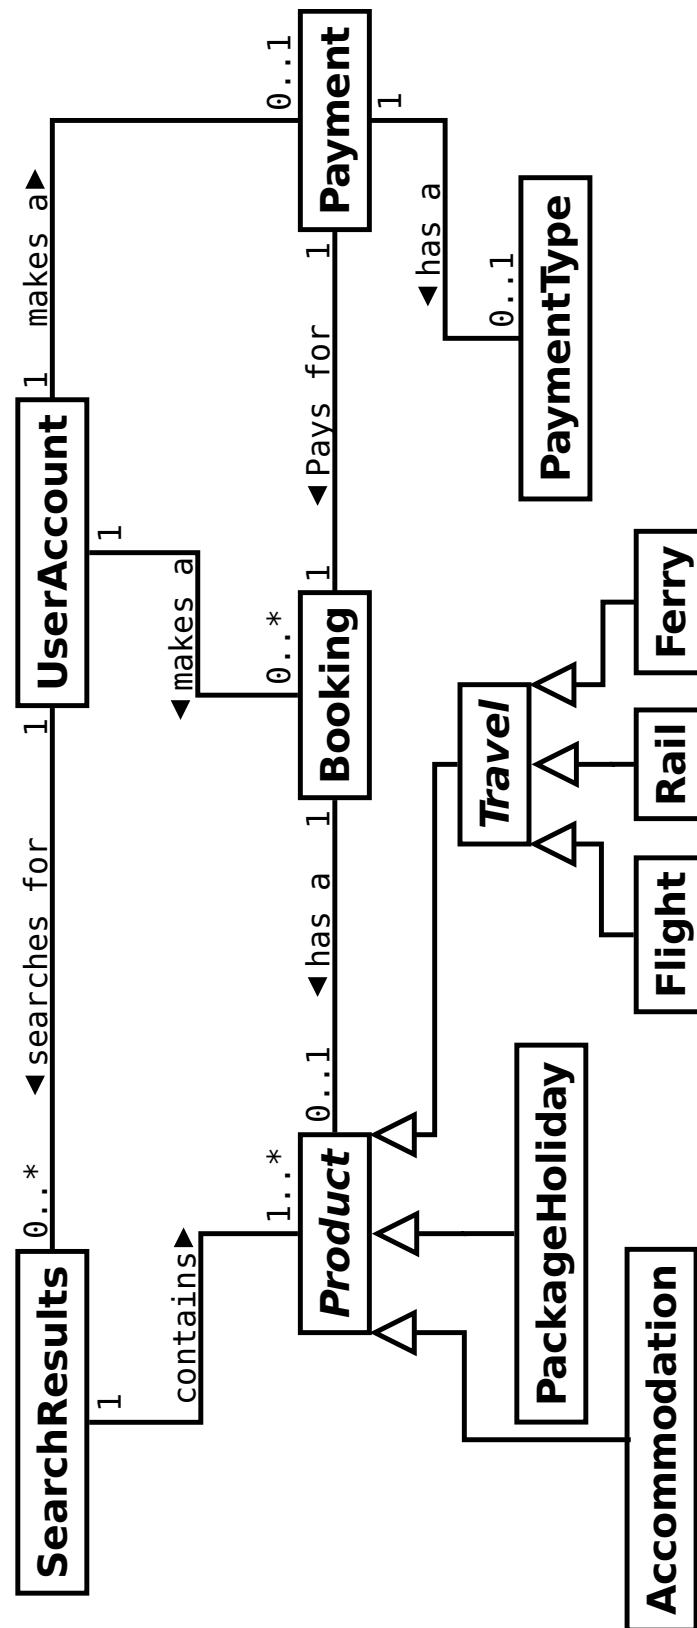 SearchResults
0..*
◀searches for
1
UserAccount
1
makes a▶
1
contains▶
1..*
1
◀makes a
0..*
0..1
Product
0..1
◀has a
1
Booking
1
◀Pays for
1
Payment
1
◀has a
0..1
PaymentType
PackageHoliday
Travel
Accommodation
Flight
Rail
Ferry